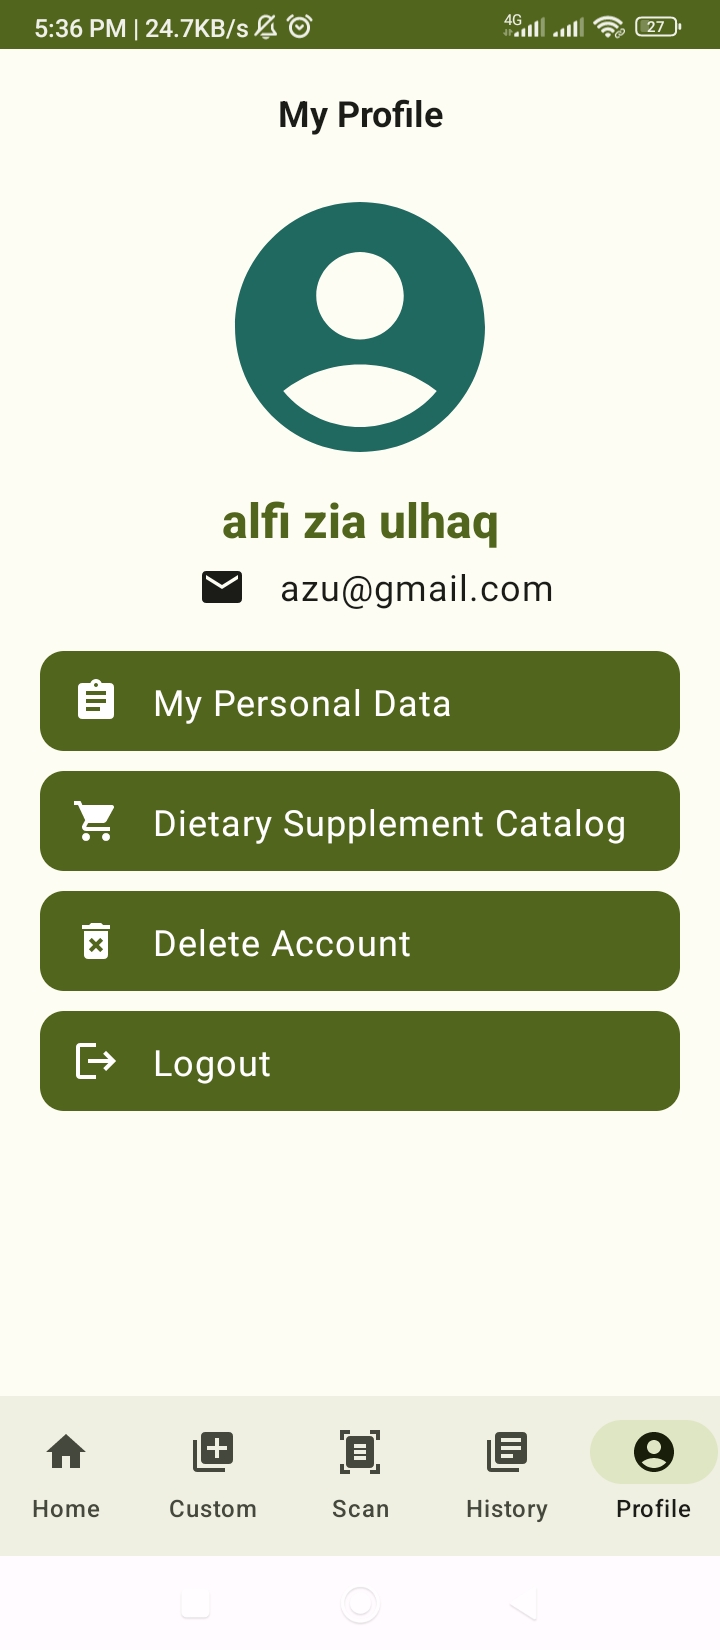 5:36 PM | 24.7KB/s 4G 27
My Profile
alfi zia ulhaq
azu@gmail.com
My Personal Data
Dietary Supplement Catalog
Delete Account
Logout
Home Custom Scan History Profile